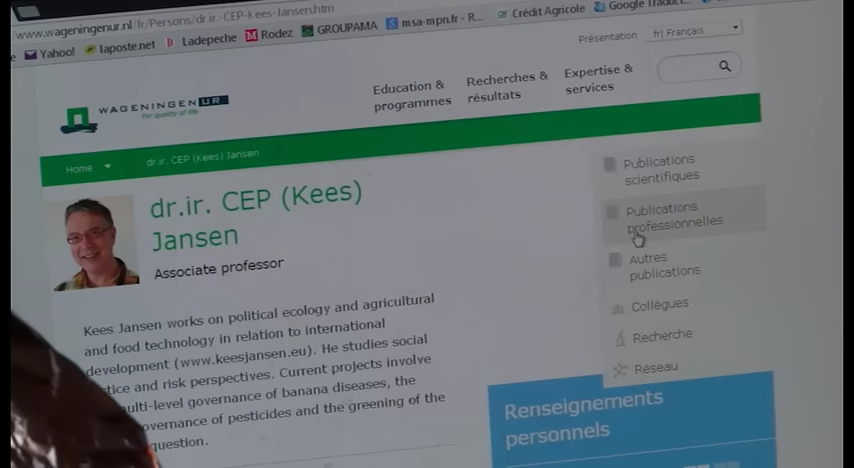 /www.wageningenur.nl/fr/Persons/dr.ir.-CEP-Kees-Jansen.htm
Yahoo! laposte.net Ladepeche Rodez GROUPAMA msa-mpn.fr - R... Crédit Agricole Google Traduc...
Présentation fr| Français
WAGENINGEN UR
For quality of life
Education & programmes
Recherches & résultats
Expertise & services
Home dr.ir. CEP (Kees) Jansen
dr.ir. CEP (Kees)
Jansen
Associate professor
Kees Jansen works on political ecology and agricultural
and food technology in relation to international
development (www.keesjansen.eu). He studies social
tice and risk perspectives. Current projects involve
multi-level governance of banana diseases, the
overnance of pesticides and the greening of the
question.
Publications
scientifiques
Publications
professionnelles
Autres
publications
Collègues
Recherche
Réseau
Renseignements
personnels